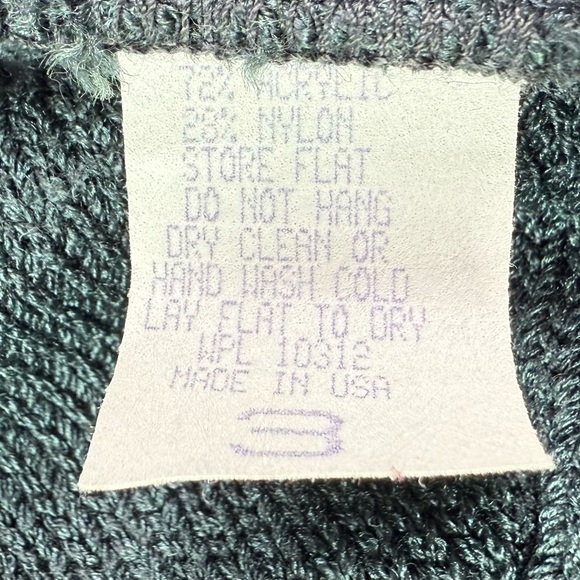 72% ACRYLIC
28% NYLON
STORE FLAT
DO NOT HANG
DRY CLEAN OR
HAND WASH COLD
LAY FLAT TO DRY
WPL 10312
MADE IN USA